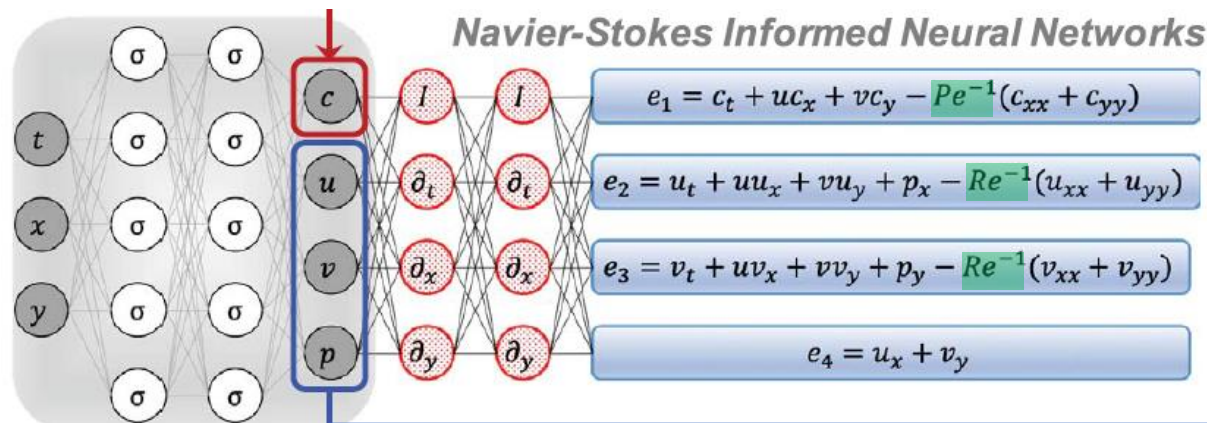 Navier-Stokes Informed Neural Networks
σ σ
c I I e₁ = c_t + uc_x + vc_y − Pe⁻¹(c_xx + c_yy)
t σ σ
u ∂_t ∂_t e₂ = u_t + uu_x + vu_y + p_x − Re⁻¹(u_xx + u_yy)
x σ σ
v ∂_x ∂_x e₃ = v_t + uv_x + vv_y + p_y − Re⁻¹(v_xx + v_yy)
y σ σ
p ∂_y ∂_y e₄ = u_x + v_y
σ σ